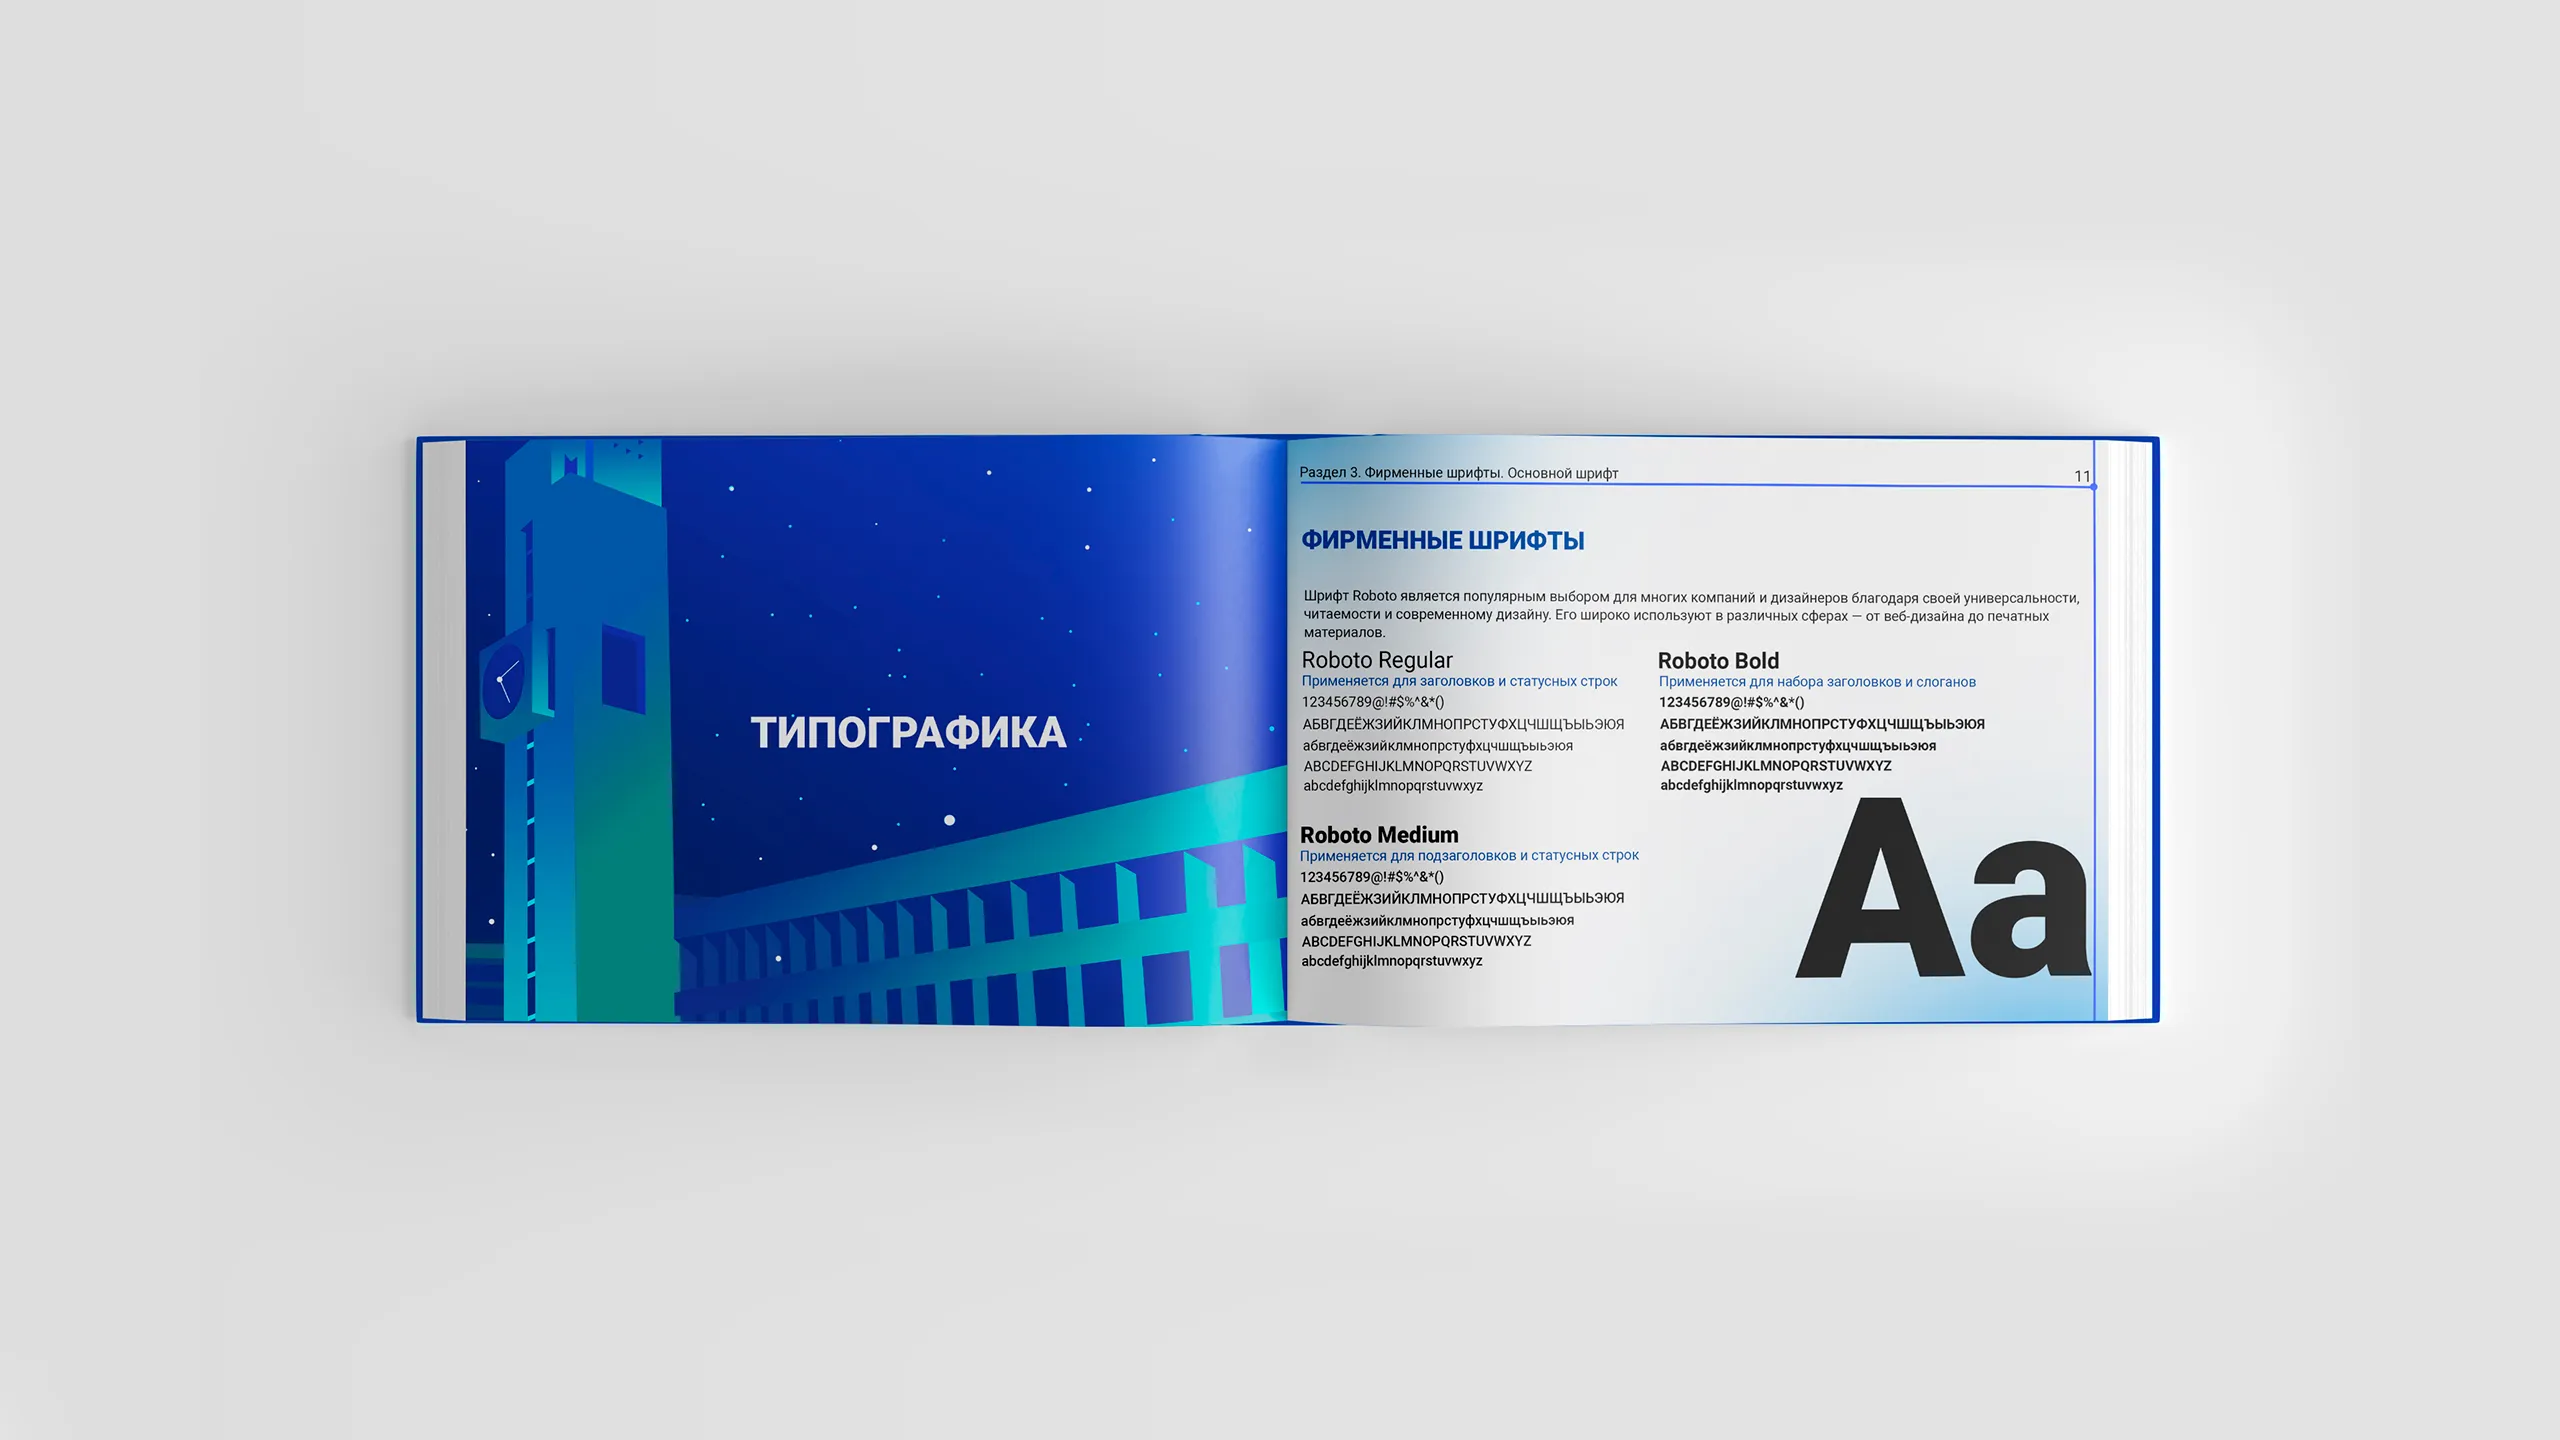 ТИПОГРАФИКА
Раздел 3. Фирменные шрифты. Основной шрифт
11
ФИРМЕННЫЕ ШРИФТЫ
Шрифт Roboto является популярным выбором для многих компаний и дизайнеров благодаря своей универсальности,
читаемости и современному дизайну. Его широко используют в различных сферах — от веб-дизайна до печатных
материалов.
Roboto Regular
Применяется для заголовков и статусных строк
123456789@!#$%^&*()
АБВГДЕЁЖЗИЙКЛМНОПРСТУФХЦЧШЩЪЫЬЭЮЯ
абвгдеёжзийклмнопрстуфхцчшщъыьэюя
ABCDEFGHIJKLMNOPQRSTUVWXYZ
abcdefghijklmnopqrstuvwxyz
Roboto Bold
Применяется для набора заголовков и слоганов
123456789@!#$%^&*()
АБВГДЕЁЖЗИЙКЛМНОПРСТУФХЦЧШЩЪЫЬЭЮЯ
абвгдеёжзийклмнопрстуфхцчшщъыьэюя
ABCDEFGHIJKLMNOPQRSTUVWXYZ
abcdefghijklmnopqrstuvwxyz
Roboto Medium
Применяется для подзаголовков и статусных строк
123456789@!#$%^&*()
АБВГДЕЁЖЗИЙКЛМНОПРСТУФХЦЧШЩЪЫЬЭЮЯ
абвгдеёжзийклмнопрстуфхцчшщъыьэюя
ABCDEFGHIJKLMNOPQRSTUVWXYZ
abcdefghijklmnopqrstuvwxyz
Aa